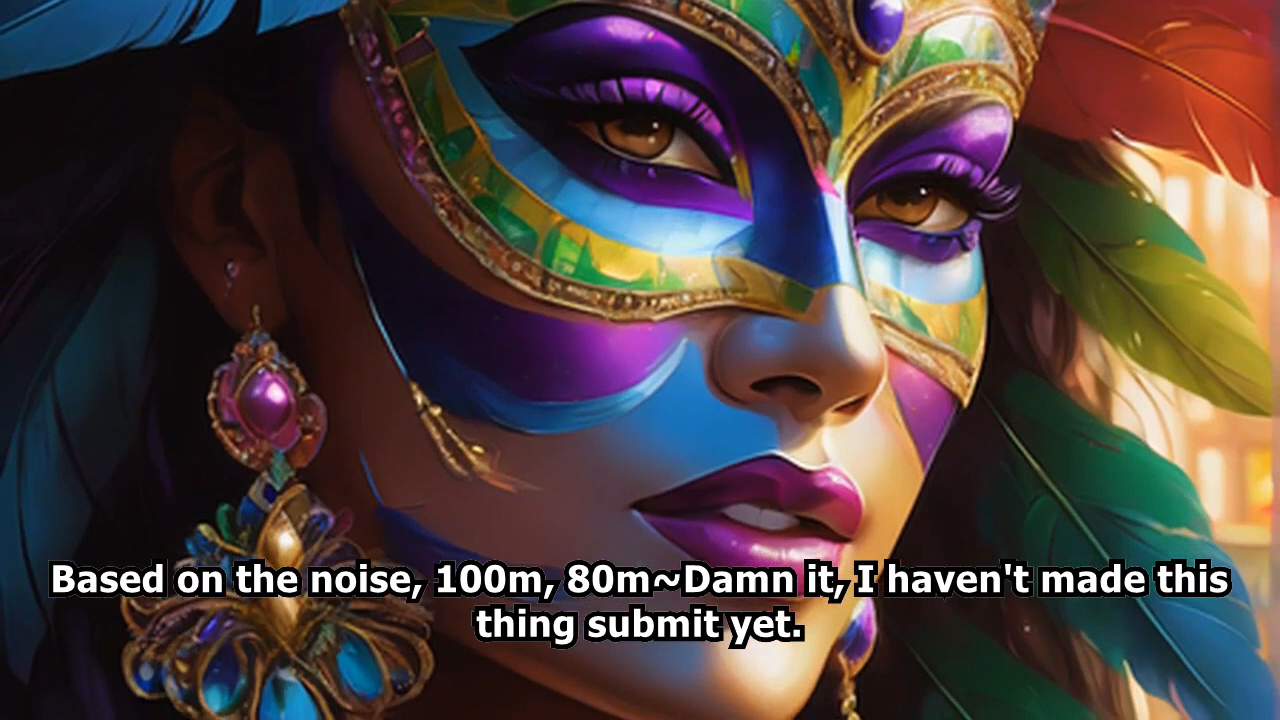 Based on the noise, 100m, 80m~Damn it, I haven't made this
thing submit yet.